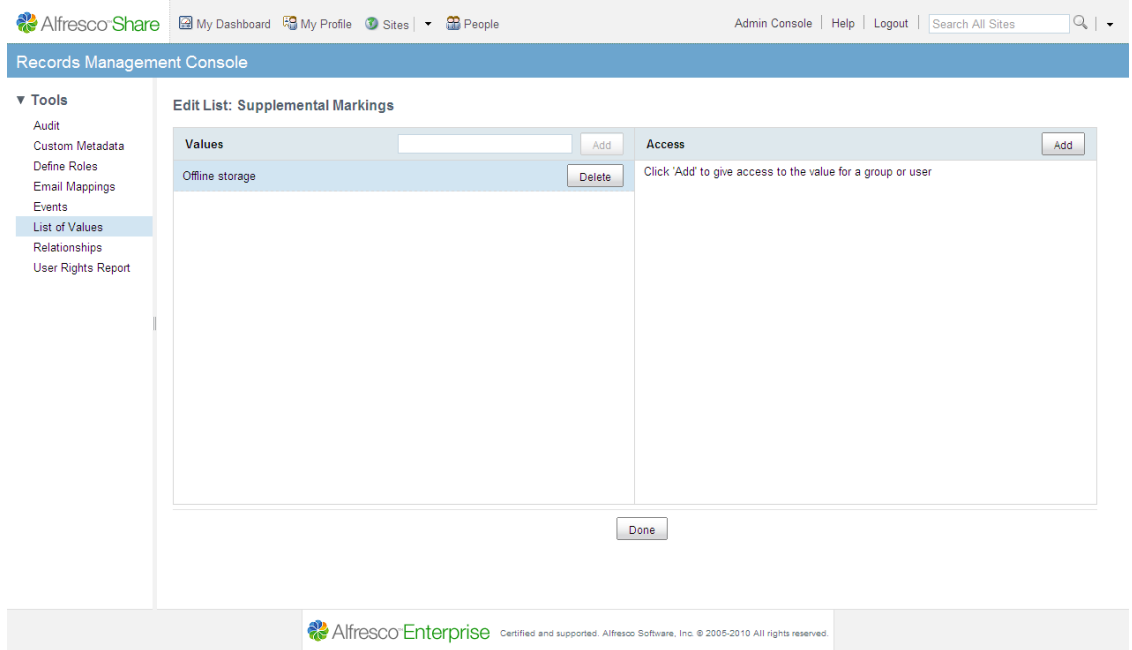 Alfresco Share My Dashboard My Profile Sites People Admin Console Help Logout Search All Sites
Records Management Console
Tools
Audit
Custom Metadata
Define Roles
Email Mappings
Events
List of Values
Relationships
User Rights Report
Edit List: Supplemental Markings
Values Add
Offline storage Delete
Access Add
Click 'Add' to give access to the value for a group or user
Done
Alfresco Enterprise Certified and supported. Alfresco Software, Inc. © 2005-2010 All rights reserved.